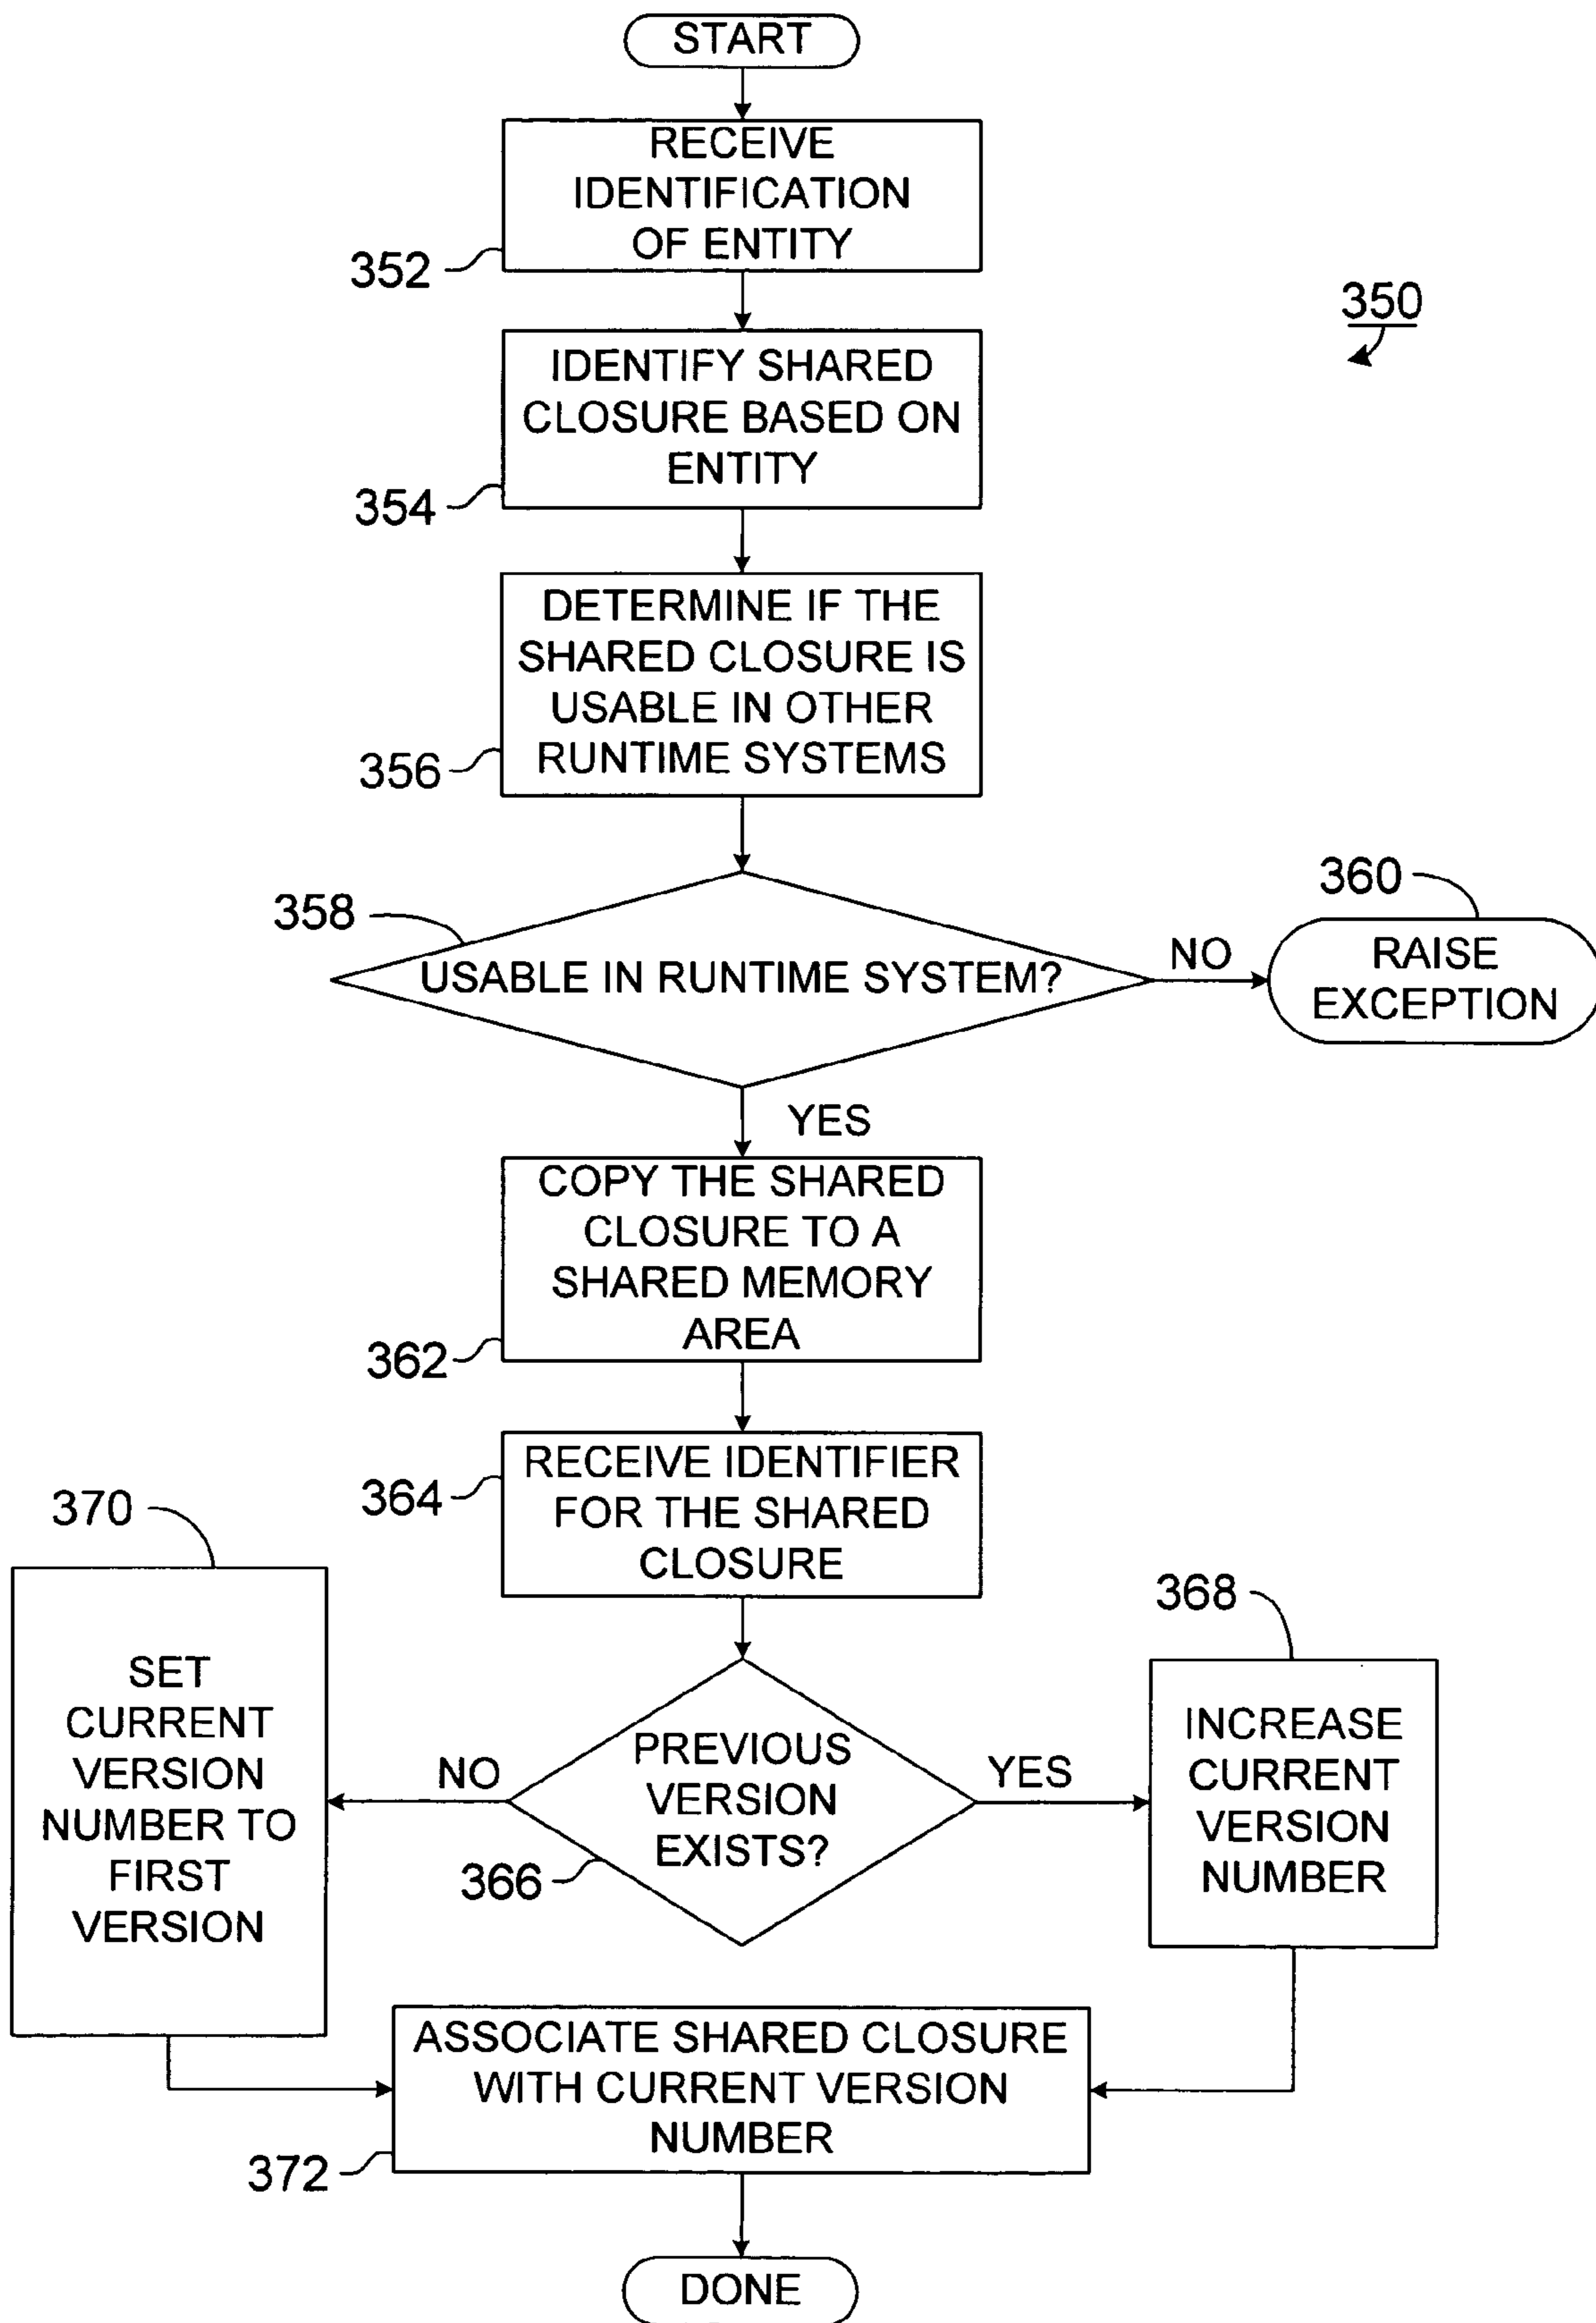 START
RECEIVE
IDENTIFICATION
OF ENTITY
352
350
IDENTIFY SHARED
CLOSURE BASED ON
ENTITY
354
DETERMINE IF THE
SHARED CLOSURE IS
USABLE IN OTHER
RUNTIME SYSTEMS
356
358
USABLE IN RUNTIME SYSTEM?
NO
360
RAISE
EXCEPTION
YES
COPY THE SHARED
CLOSURE TO A
SHARED MEMORY
AREA
362
RECEIVE IDENTIFIER
FOR THE SHARED
CLOSURE
364
370
SET
CURRENT
VERSION
NUMBER TO
FIRST
VERSION
NO
PREVIOUS
VERSION
EXISTS?
366
YES
368
INCREASE
CURRENT
VERSION
NUMBER
ASSOCIATE SHARED CLOSURE
WITH CURRENT VERSION
NUMBER
372
DONE